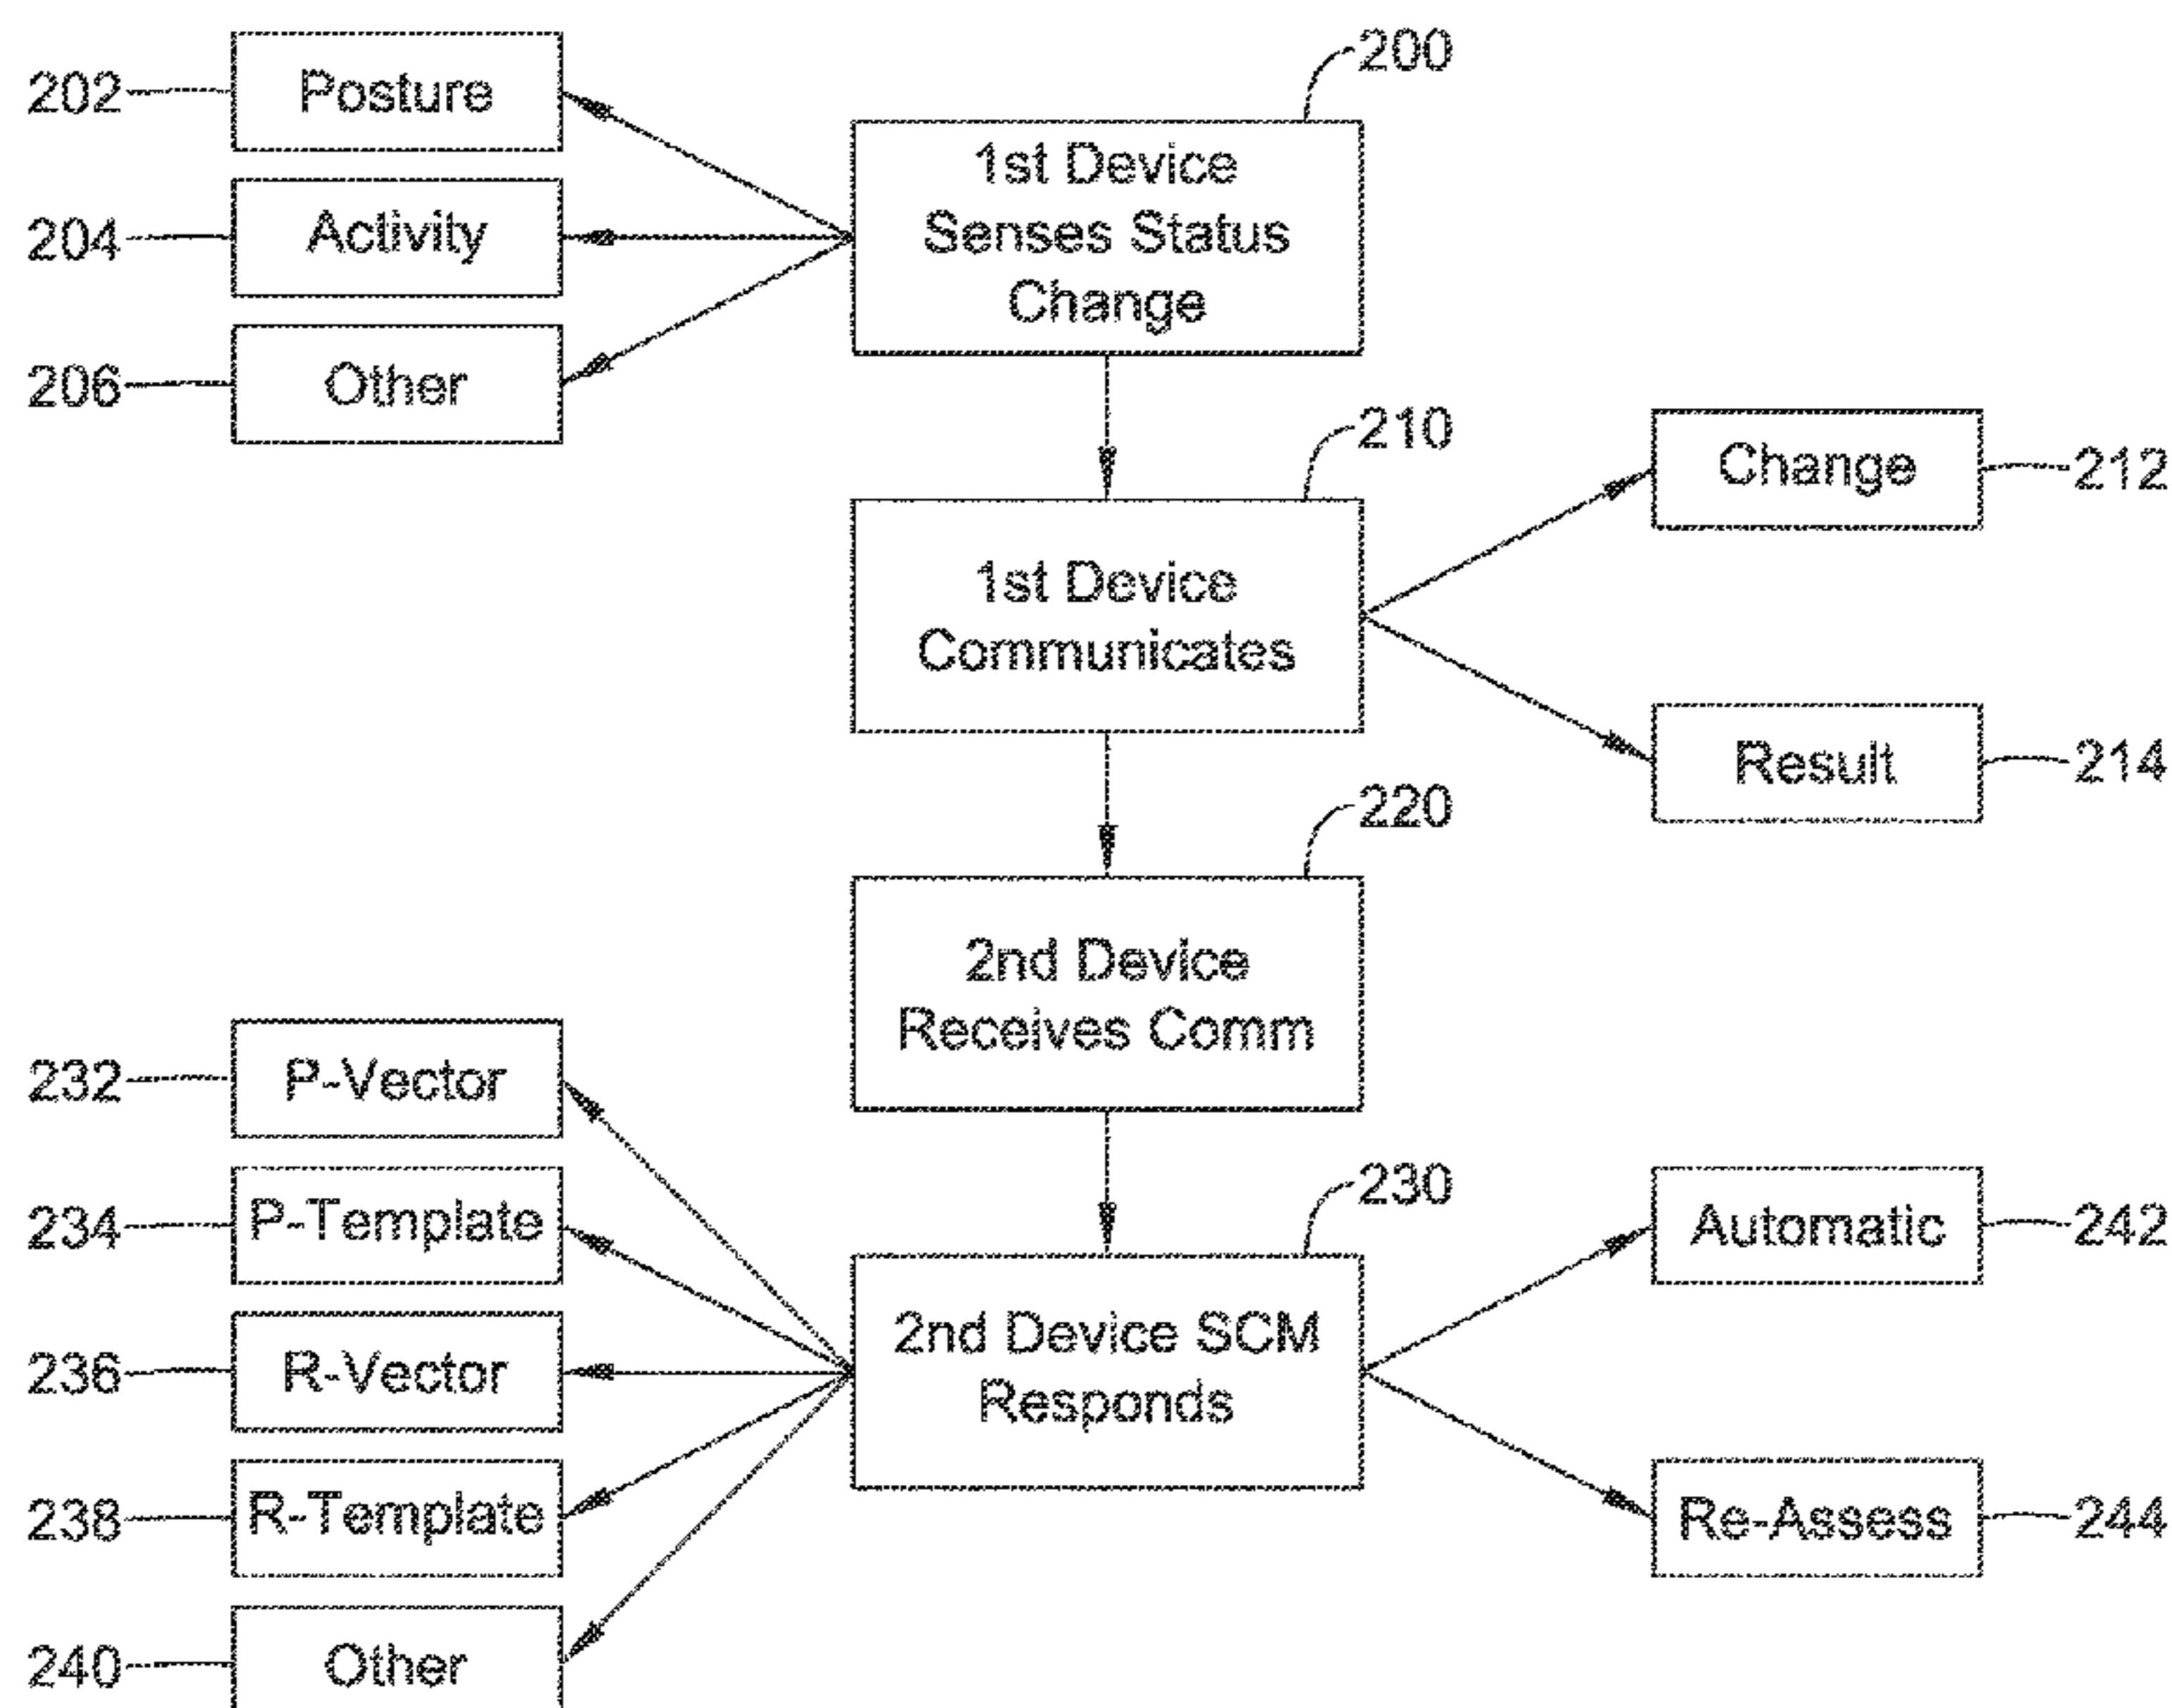 200
202
Posture
1st Device
Senses Status
Change
204
Activity
206
Other
210
1st Device
Communicates
Change
212
Result
214
220
2nd Device
Receives Comm
232
P-Vector
234
P-Template
236
R-Vector
238
R-Template
240
Other
230
2nd Device SCM
Responds
Automatic
242
Re-Assess
244